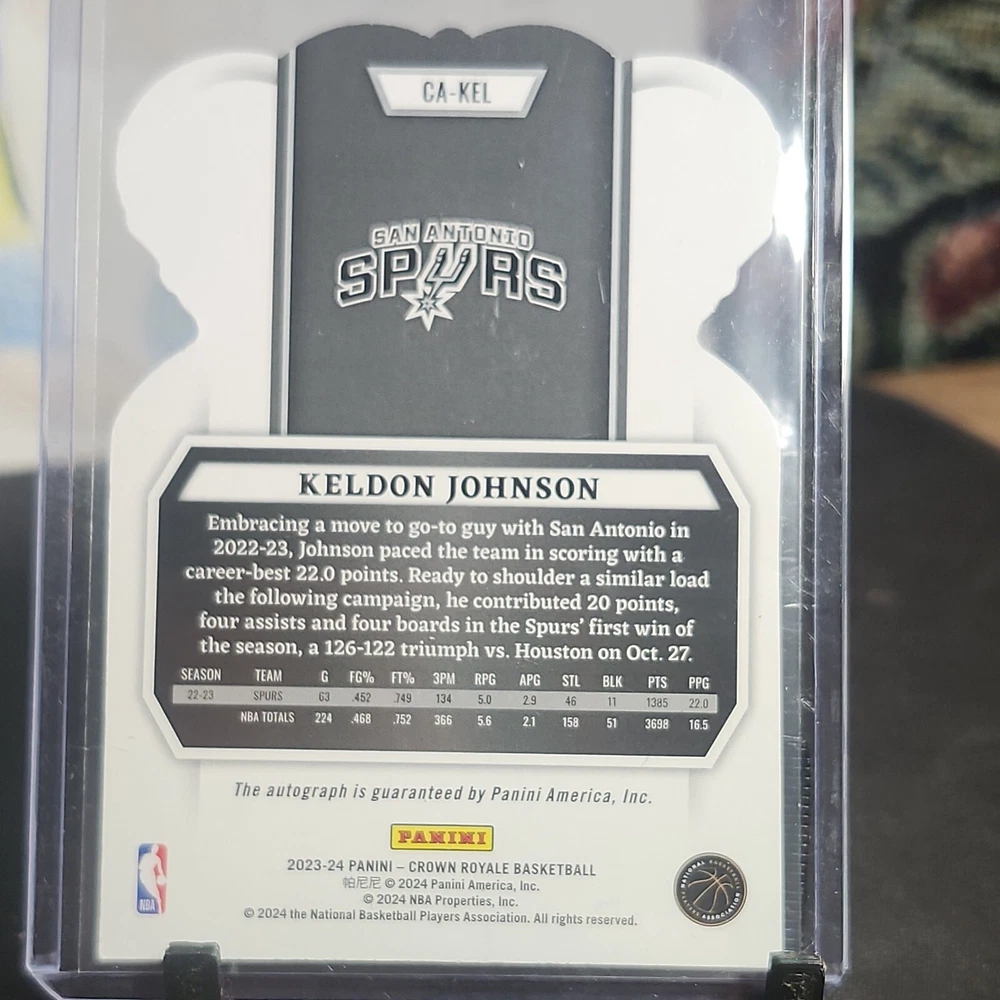 CA-KEL
SAN ANTONIO
SPURS
KELDON JOHNSON
Embracing a move to go-to guy with San Antonio in
2022-23, Johnson paced the team in scoring with a
career-best 22.0 points. Ready to shoulder a similar load
the following campaign, he contributed 20 points,
four assists and four boards in the Spurs' first win of
the season, a 126-122 triumph vs. Houston on Oct. 27.
SEASON TEAM G FG% FT% 3PM RPG APG STL BLK PTS PPG
22-23 SPURS 63 .452 .749 134 5.0 2.9 46 11 1385 22.0
NBA TOTALS 224 .468 .752 366 5.6 2.1 158 51 3698 16.5
The autograph is guaranteed by Panini America, Inc.
PANINI
2023-24 PANINI – CROWN ROYALE BASKETBALL
帕尼尼 © 2024 Panini America, Inc.
© 2024 NBA Properties, Inc.
© 2024 the National Basketball Players Association. All rights reserved.
NBA
NATIONAL BASKETBALL
PLAYERS ASSOCIATION